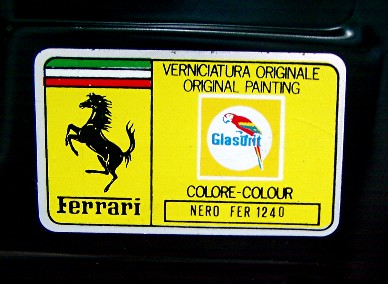 VERNICIATURA ORIGINALE
ORIGINAL PAINTING
Glasurit
COLORE-COLOUR
NERO FER 1240
Ferrari